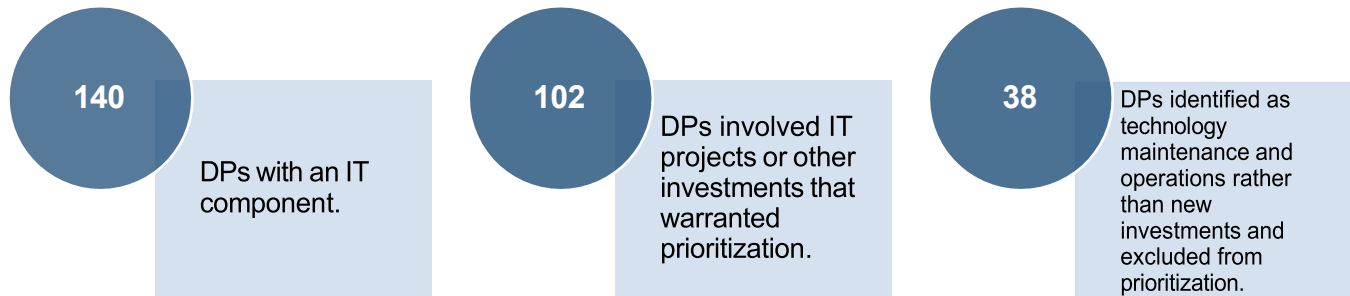 140
DPs with an IT
component.
102
DPs involved IT
projects or other
investments that
warranted
prioritization.
38
DPs identified as
technology
maintenance and
operations rather
than new
investments and
excluded from
prioritization.